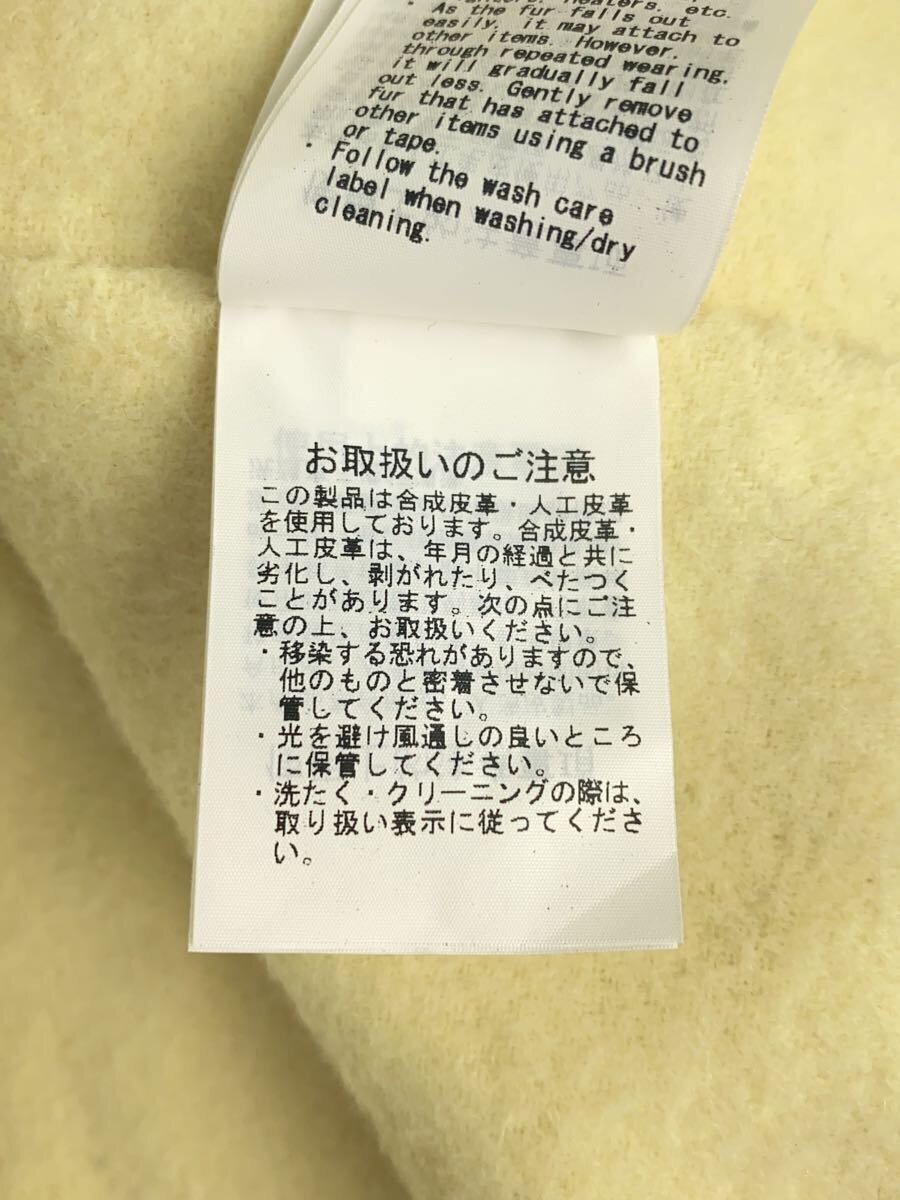 heaters, etc.
・As the fur falls out
easily, it may attach to
other items. However,
through repeated wearing,
it will gradually fall
out less. Gently remove
fur that has attached to
other items using a brush
or tape.
・Follow the wash care
label when washing/dry
cleaning.
お取扱いのご注意
この製品は合成皮革・人工皮革
を使用しております。合成皮革・
人工皮革は、年月の経過と共に
劣化し、剥がれたり、べたつく
ことがあります。次の点にご注
意の上、お取扱いください。
・移染する恐れがありますので、
他のものと密着させないで保
管してください。
・光を避け風通しの良いところ
に保管してください。
・洗たく・クリーニングの際は、
取り扱い表示に従ってくださ
い。